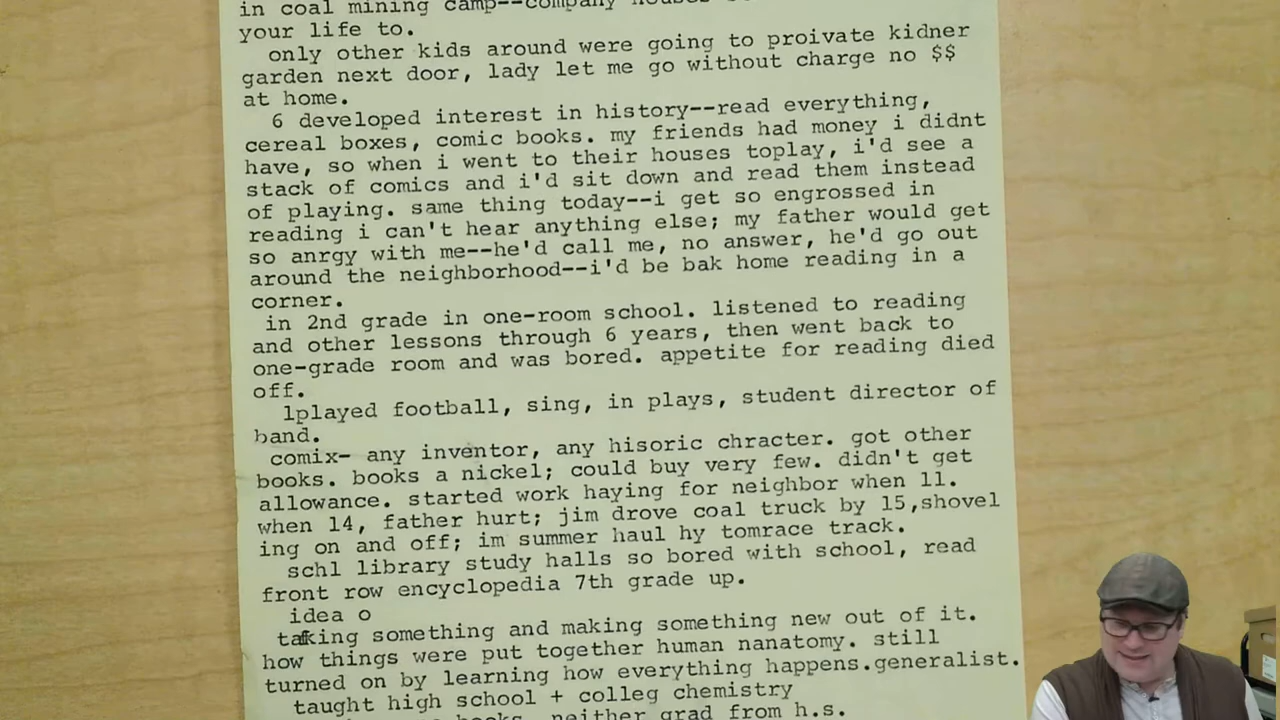 in coal mining camp--company houses
your life to.
only other kids around were going to proivate kidner
garden next door, lady let me go without charge no $$
at home.
6 developed interest in history--read everything,
cereal boxes, comic books. my friends had money i didnt
have, so when i went to their houses toplay, i'd see a
stack of comics and i'd sit down and read them instead
of playing. same thing today--i get so engrossed in
reading i can't hear anything else; my father would get
so anrgy with me--he'd call me, no answer, he'd go out
around the neighborhood--i'd be bak home reading in a
corner.
in 2nd grade in one-room school. listened to reading
and other lessons through 6 years, then went back to
one-grade room and was bored. appetite for reading died
off.
lplayed football, sing, in plays, student director of
band.
comix- any inventor, any hisoric chracter. got other
books. books a nickel; could buy very few. didn't get
allowance. started work haying for neighbor when 11.
when 14, father hurt; jim drove coal truck by 15,shovel
ing on and off; im summer haul hy tomrace track.
schl library study halls so bored with school, read
front row encyclopedia 7th grade up.
idea o
taking something and making something new out of it.
how things were put together human nanatomy. still
turned on by learning how everything happens.generalist.
taught high school + colleg chemistry
books. neither grad from h.s.